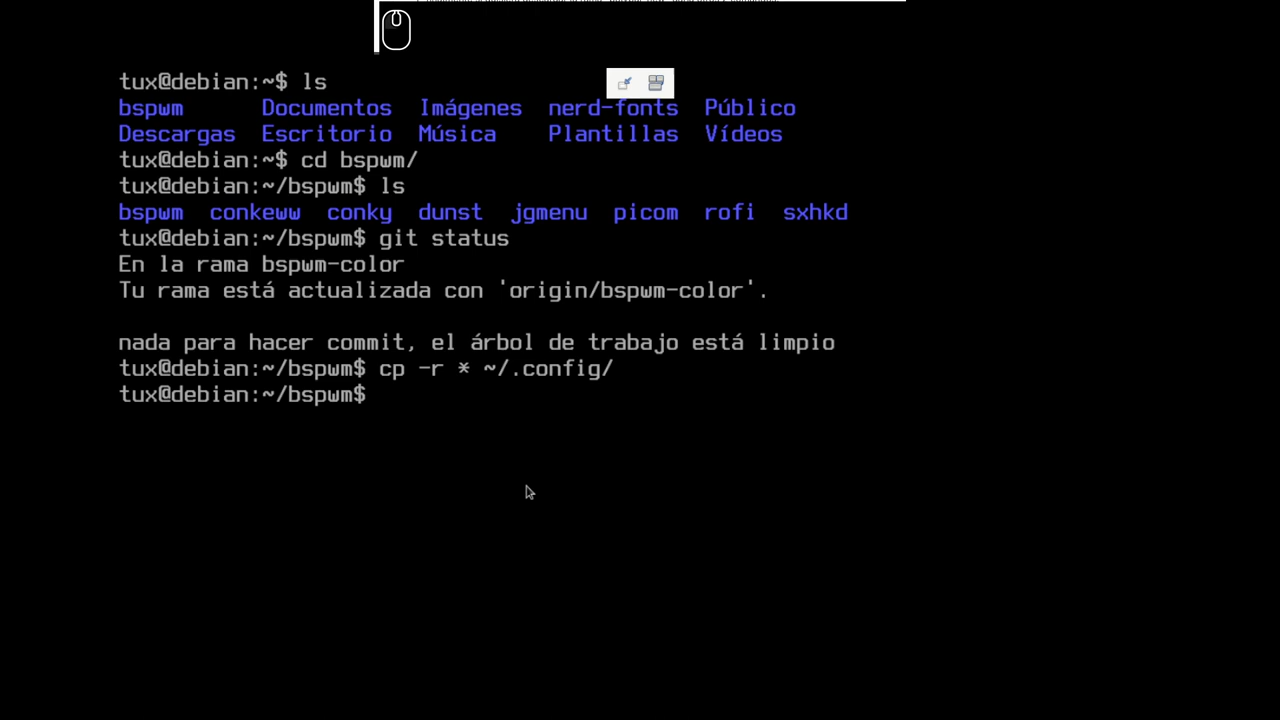 tux@debian:~$ ls
bspwm Documentos Imágenes nerd-fonts Público
Descargas Escritorio Música Plantillas Vídeos
tux@debian:~$ cd bspwm/
tux@debian:~/bspwm$ ls
bspwm conkeww conky dunst jgmenu picom rofi sxhkd
tux@debian:~/bspwm$ git status
En la rama bspwm-color
Tu rama está actualizada con 'origin/bspwm-color'.
nada para hacer commit, el árbol de trabajo está limpio
tux@debian:~/bspwm$ cp -r * ~/.config/
tux@debian:~/bspwm$